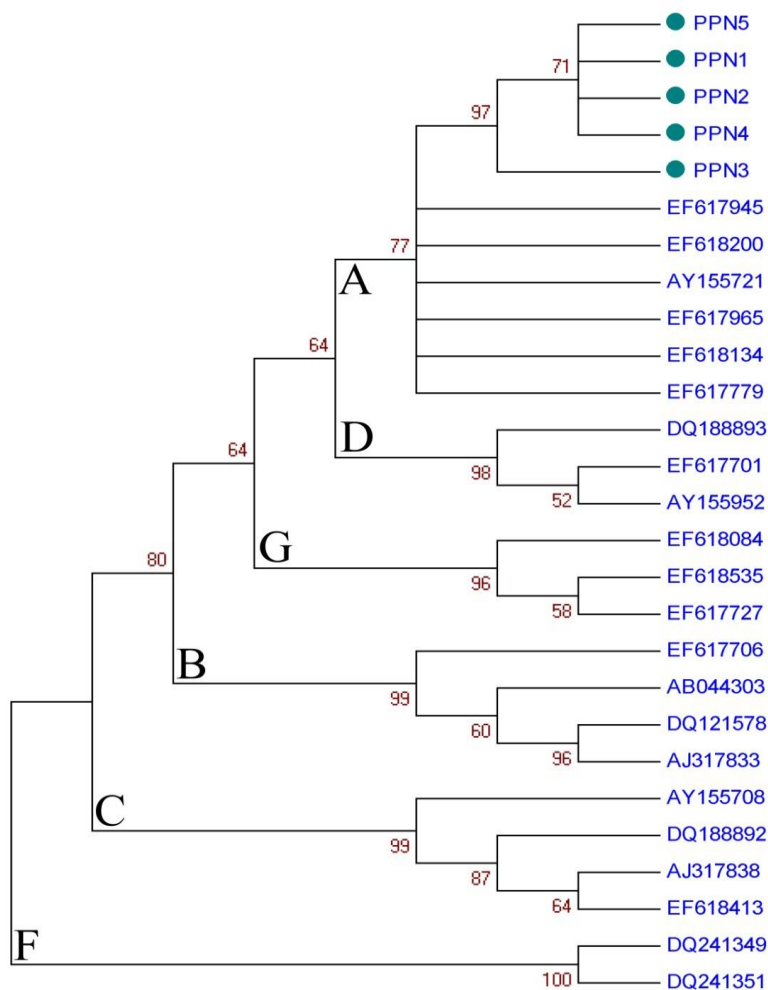 PPN5
71
PPN1
PPN2
97
PPN4
PPN3
EF617945
77
EF618200
A
AY155721
EF617965
64
EF618134
EF617779
D
DQ188893
64
98
EF617701
52
AY155952
G
EF618084
80
96
EF618535
58
EF617727
B
EF617706
99
AB044303
60
DQ121578
96
AJ317833
C
AY155708
99
DQ188892
87
AJ317838
64
EF618413
F
DQ241349
100
DQ241351